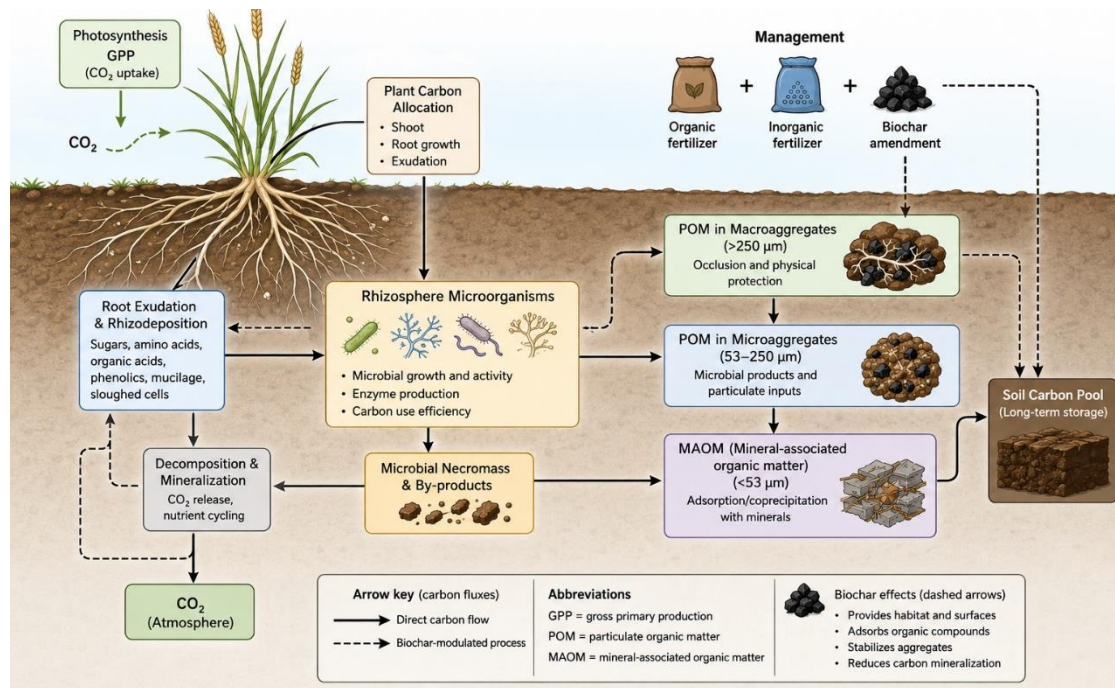 Photosynthesis
GPP
(CO₂ uptake)
CO₂
Plant Carbon
Allocation
• Shoot
• Root growth
• Exudation
Management
+
+
Organic
fertilizer
Inorganic
fertilizer
Biochar
amendment
Root Exudation
& Rhizodeposition
Sugars, amino acids,
organic acids,
phenolics, mucilage,
sloughed cells
Rhizosphere Microorganisms
• Microbial growth and activity
• Enzyme production
• Carbon use efficiency
POM in Macroaggregates
(>250 μm)
Occlusion and physical
protection
POM in Microaggregates
(53–250 μm)
Microbial products and
particulate inputs
MAOM (Mineral-associated
organic matter)
(<53 μm)
Adsorption/coprecipitation
with minerals
Soil Carbon Pool
(Long-term storage)
Decomposition &
Mineralization
CO₂ release,
nutrient cycling
Microbial Necromass
& By-products
CO₂
(Atmosphere)
Arrow key (carbon fluxes)
Direct carbon flow
Biochar-modulated process
Abbreviations
GPP = gross primary production
POM = particulate organic matter
MAOM = mineral-associated organic matter
Biochar effects (dashed arrows)
• Provides habitat and surfaces
• Adsorbs organic compounds
• Stabilizes aggregates
• Reduces carbon mineralization